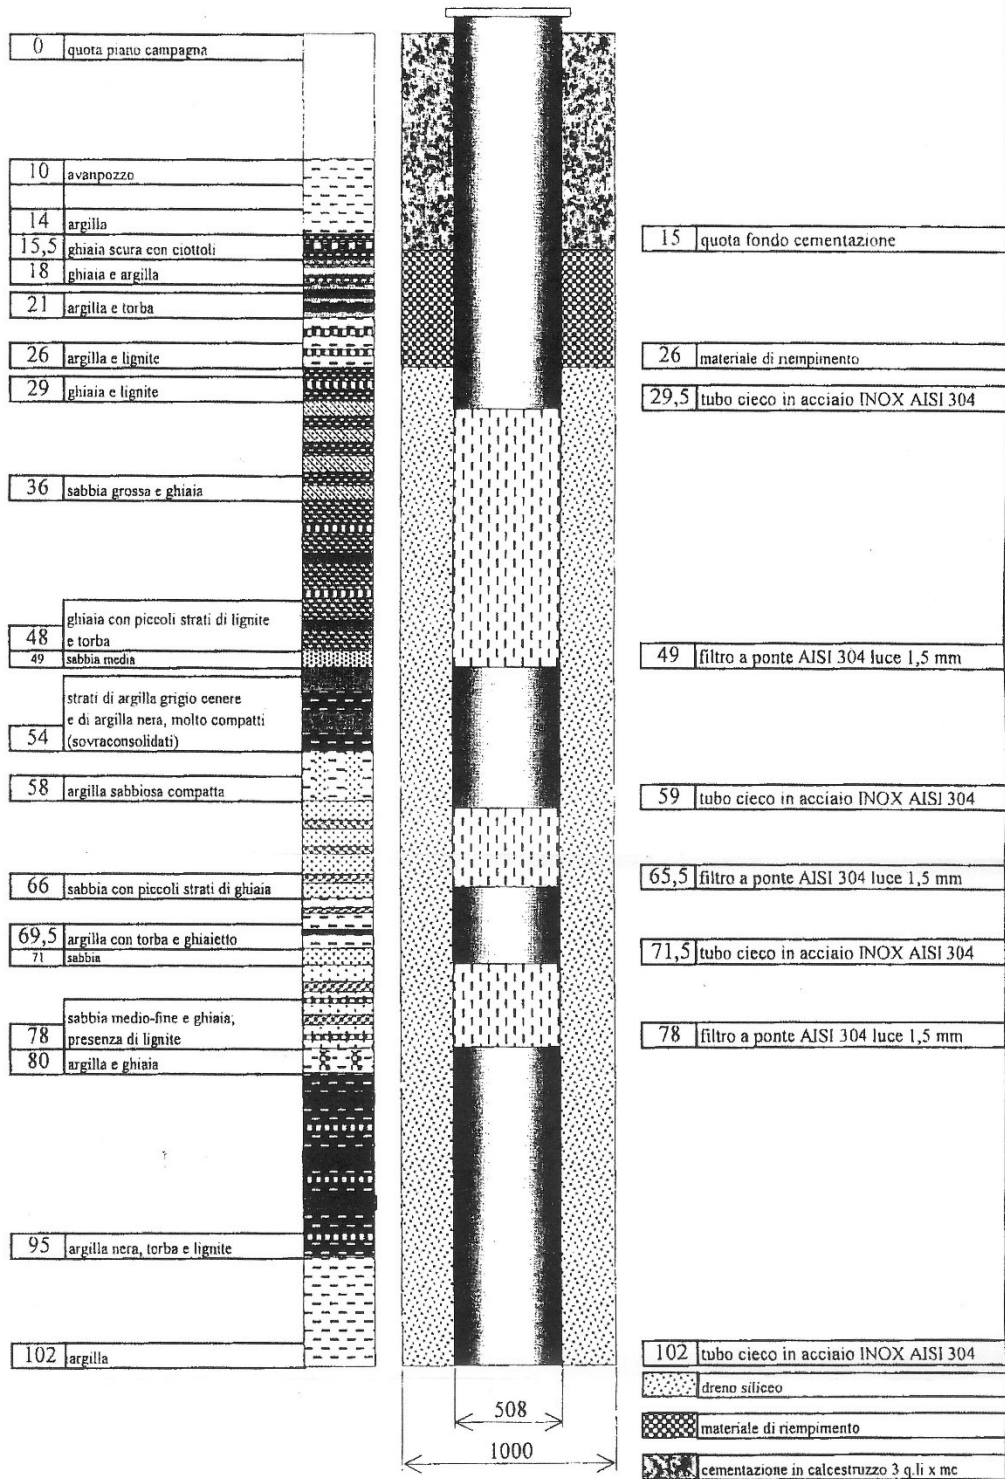 0 quota piano campagna
10 avanpozzo
14 argilla
15,5 ghiaia scura con ciottoli
18 ghiaia e argilla
21 argilla e torba
26 argilla e lignite
29 ghiaia e lignite
36 sabbia grossa e ghiaia
ghiaia con piccoli strati di lignite
48 e torba
49 sabbia media
strati di argilla grigio cenere
e di argilla nera, molto compatti
54 (sovraconsolidati)
58 argilla sabbiosa compatta
66 sabbia con piccoli strati di ghiaia
69,5 argilla con torba e ghiaietto
71 sabbia
sabbia medio-fine e ghiaia;
78 presenza di lignite
80 argilla e ghiaia
95 argilla nera, torba e lignite
102 argilla
508
1000
15 quota fondo cementazione
26 materiale di riempimento
29,5 tubo cieco in acciaio INOX AISI 304
49 filtro a ponte AISI 304 luce 1,5 mm
59 tubo cieco in acciaio INOX AISI 304
65,5 filtro a ponte AISI 304 luce 1,5 mm
71,5 tubo cieco in acciaio INOX AISI 304
78 filtro a ponte AISI 304 luce 1,5 mm
102 tubo cieco in acciaio INOX AISI 304
dreno siliceo
materiale di riempimento
cementazione in calcestruzzo 3 q.li x mc